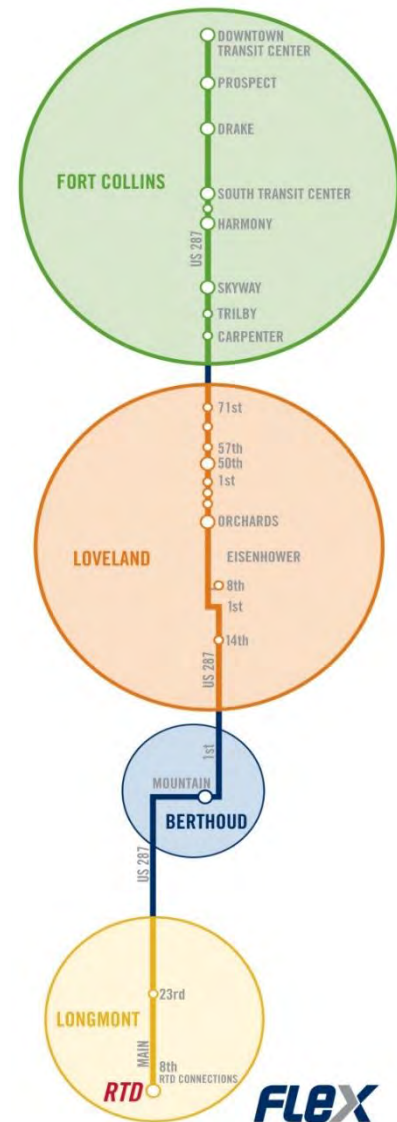 DOWNTOWN
TRANSIT CENTER
PROSPECT
DRAKE
FORT COLLINS
SOUTH TRANSIT CENTER
HARMONY
US 287
SKYWAY
TRILBY
CARPENTER
71st
57th
50th
1st
ORCHARDS
LOVELAND
EISENHOWER
8th
1st
14th
US 287
1st
MOUNTAIN
BERTHOUD
US 287
23rd
LONGMONT
MAIN
8th
RTD CONNECTIONS
RTD
FLEX